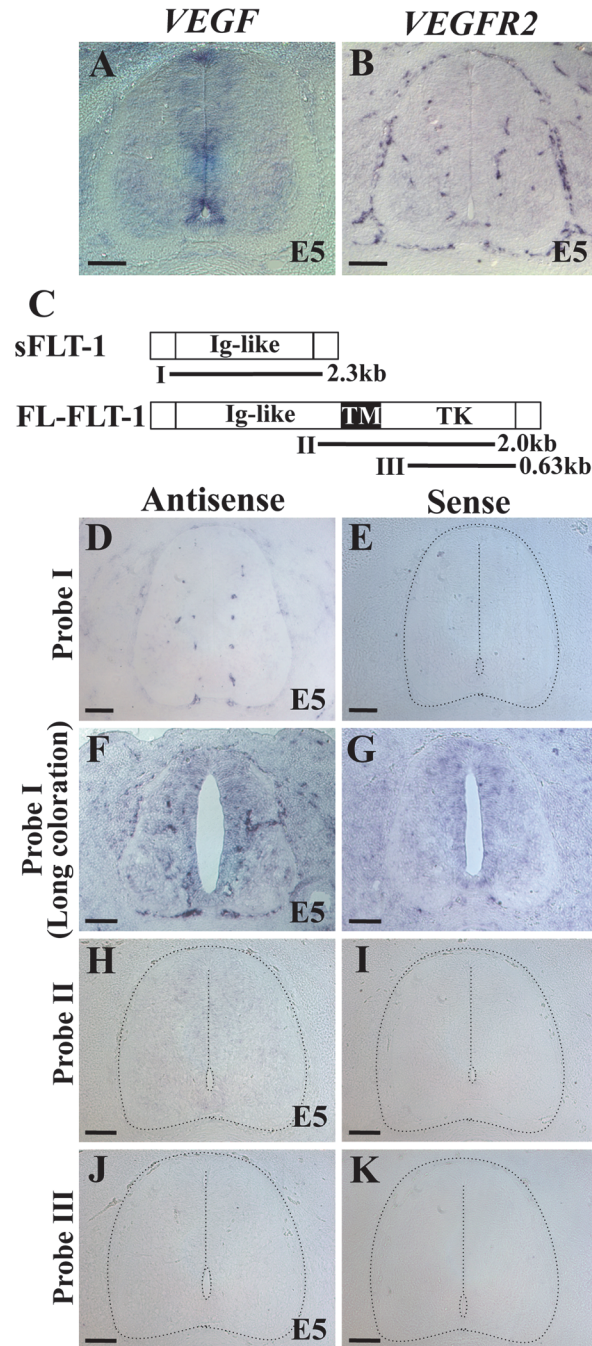 VEGF VEGFR2
A B
E5 E5
C
sFLT-1 Ig-like
I 2.3kb
FL-FLT-1 Ig-like TM TK
II 2.0kb
III 0.63kb
Antisense Sense
Probe I D E
E5
Probe I
(Long coloration)
F G
E5
Probe II H I
E5
Probe III J K
E5